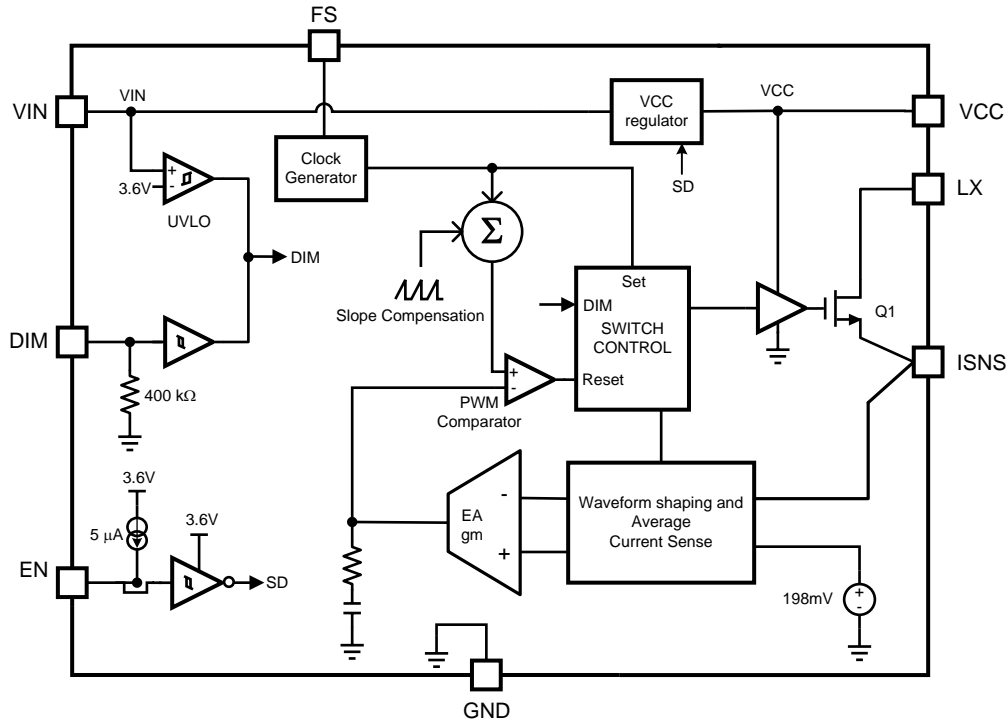 FS
VIN
VIN
VCC
regulator
VCC
VCC
Clock
Generator
SD
LX
+
-
3.6V
UVLO
Σ
DIM
Slope Compensation
Set
DIM
SWITCH
CONTROL
Reset
Q1
DIM
400 kΩ
+
-
PWM
Comparator
ISNS
3.6V
5 µA
3.6V
EN
SD
-
EA
gm
+
Waveform shaping and
Average
Current Sense
198mV
+
-
GND